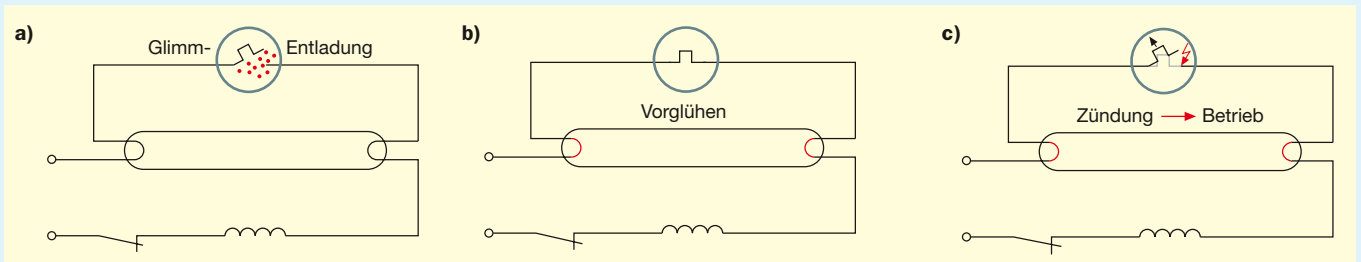 a)
Glimm- Entladung
b)
Vorglühen
c)
Zündung → Betrieb